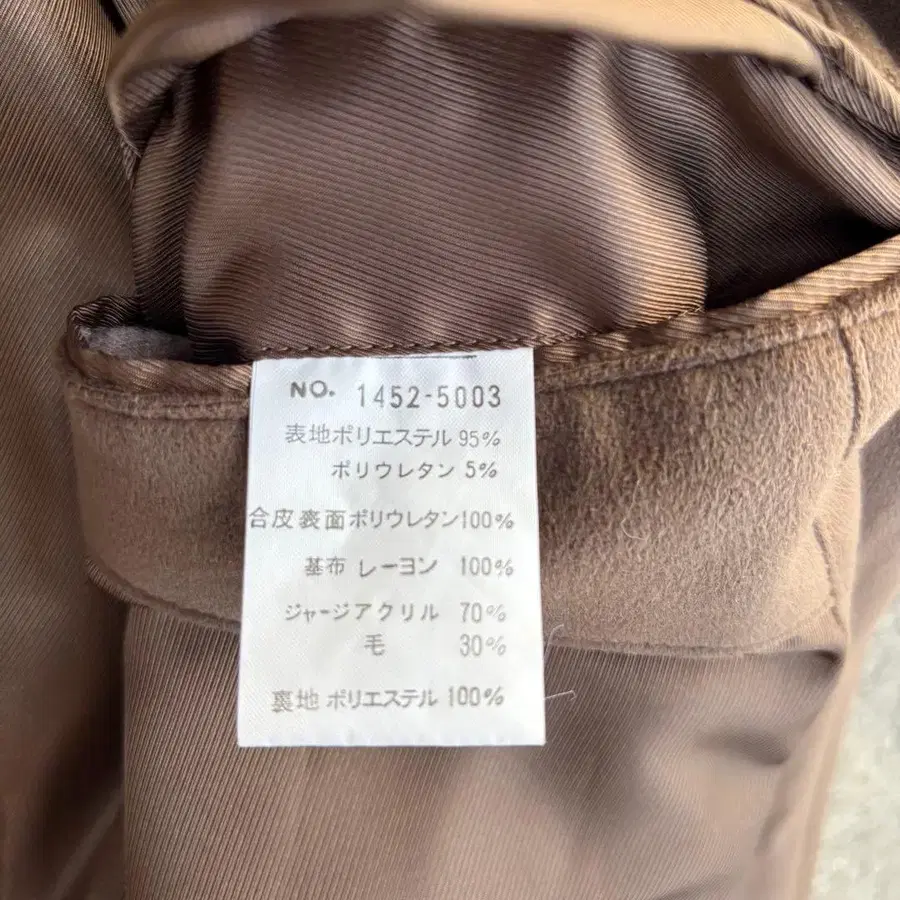 NO. 1452-5003
表地ポリエステル 95%
ポリウレタン 5%
合皮表面ポリウレタン100%
基布 レーヨン 100%
ジャージアクリル 70%
毛 30%
裏地 ポリエステル 100%